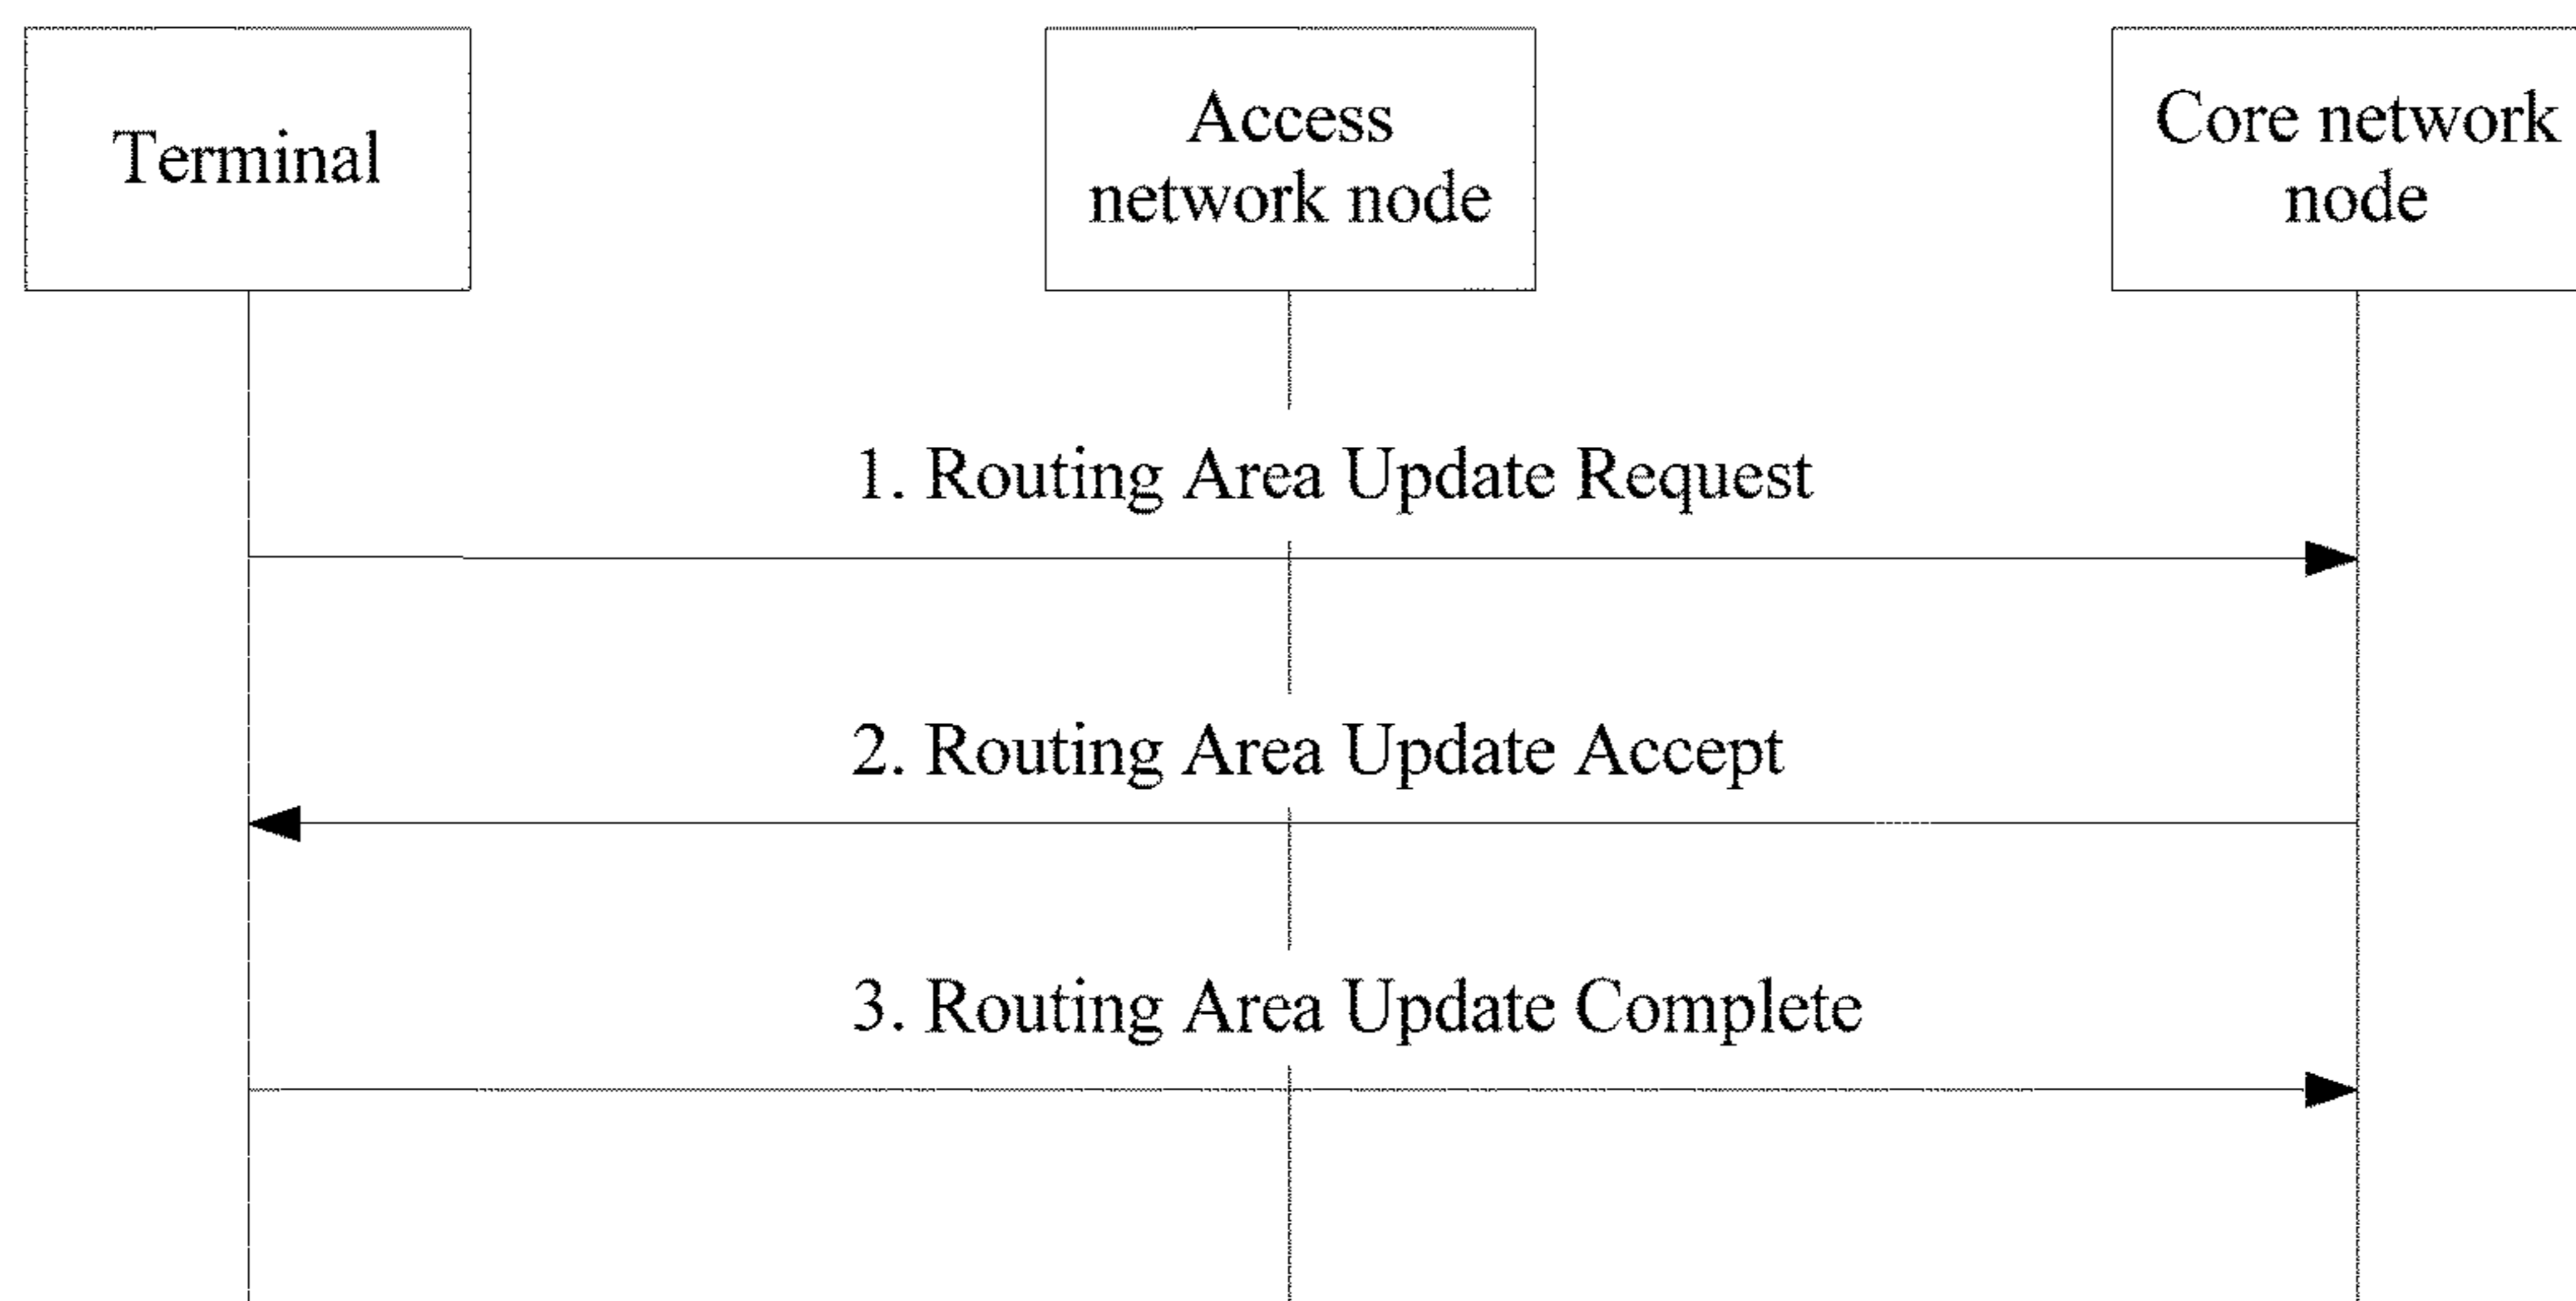 Terminal
Access
network node
Core network
node
1. Routing Area Update Request
2. Routing Area Update Accept
3. Routing Area Update Complete